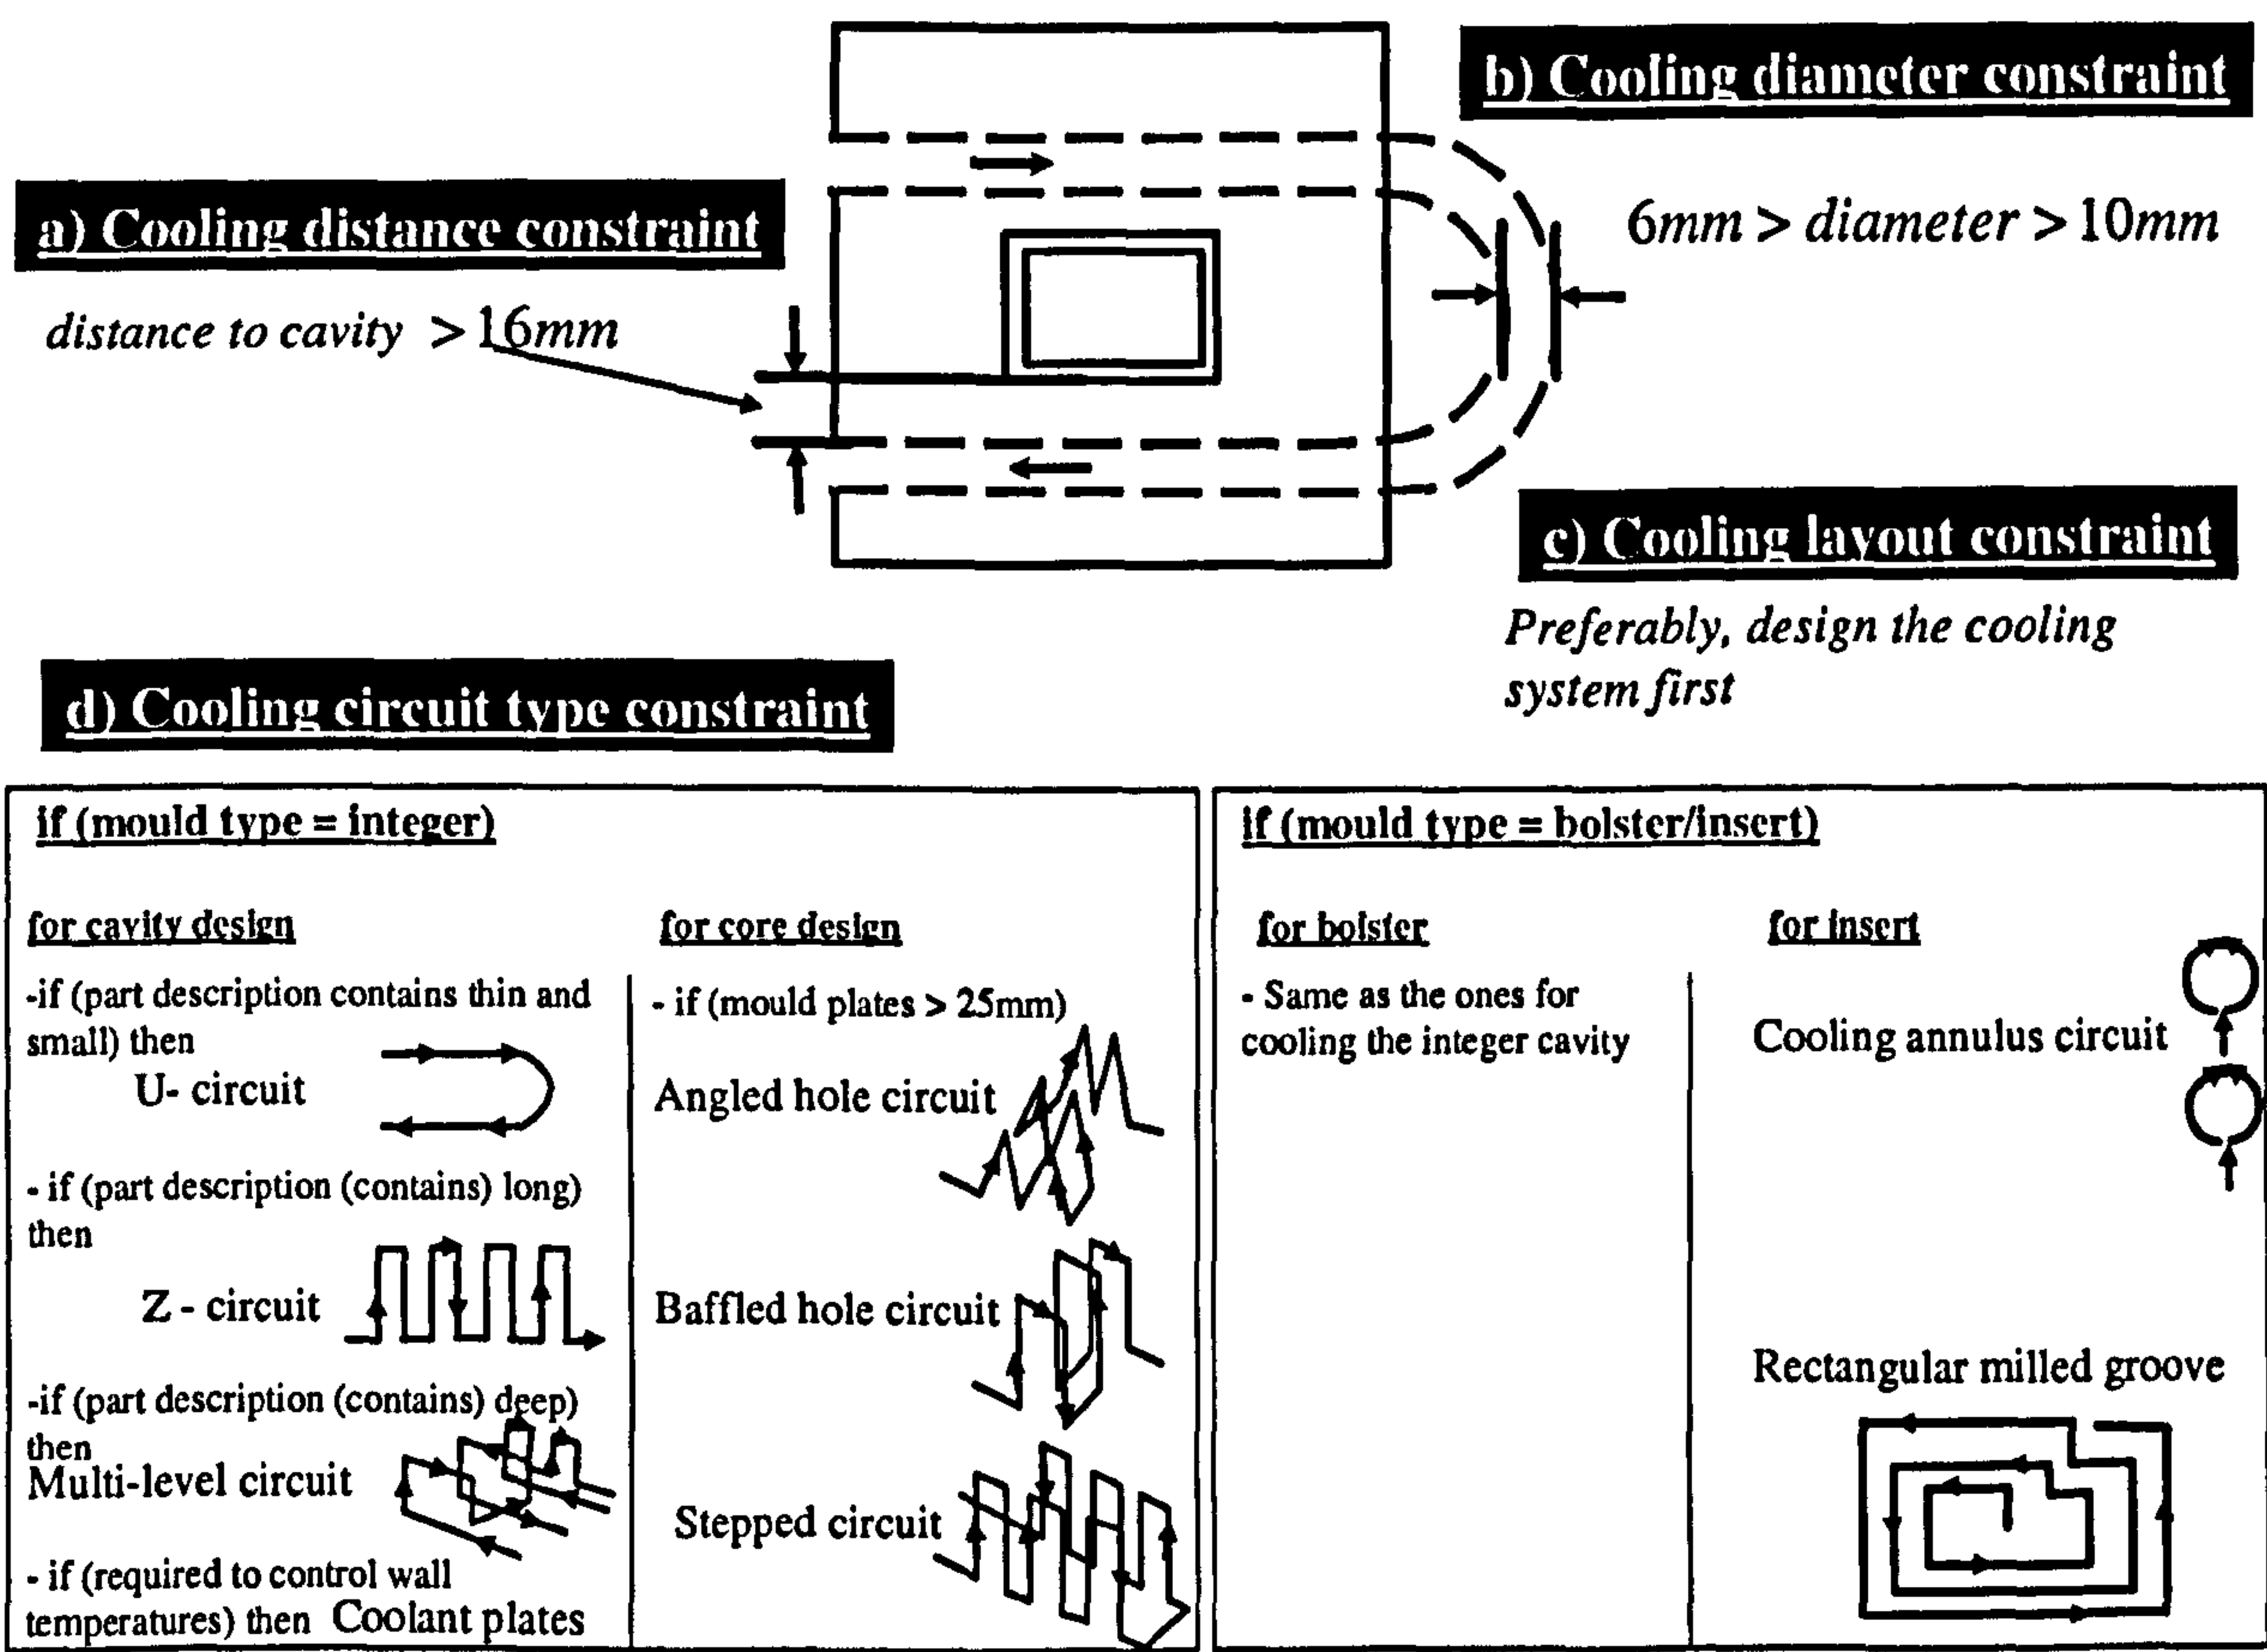 b) Cooling diameter constraint
a) Cooling distance constraint
6mm > diameter > 10mm
distance to cavity > 16mm
c) Cooling layout constraint
Preferably, design the cooling
system first
d) Cooling circuit type constraint
if (mould type = integer)
for cavity design
-if (part description contains thin and
small) then
U- circuit
- if (part description (contains) long)
then
Z - circuit
-if (part description (contains) deep)
then
Multi-level circuit
- if (required to control wall
temperatures) then Coolant plates
for core design
- if (mould plates > 25mm)
Angled hole circuit
Baffled hole circuit
Stepped circuit
if (mould type = bolster/insert)
for bolster
- Same as the ones for
cooling the integer cavity
for insert
Cooling annulus circuit
Rectangular milled groove